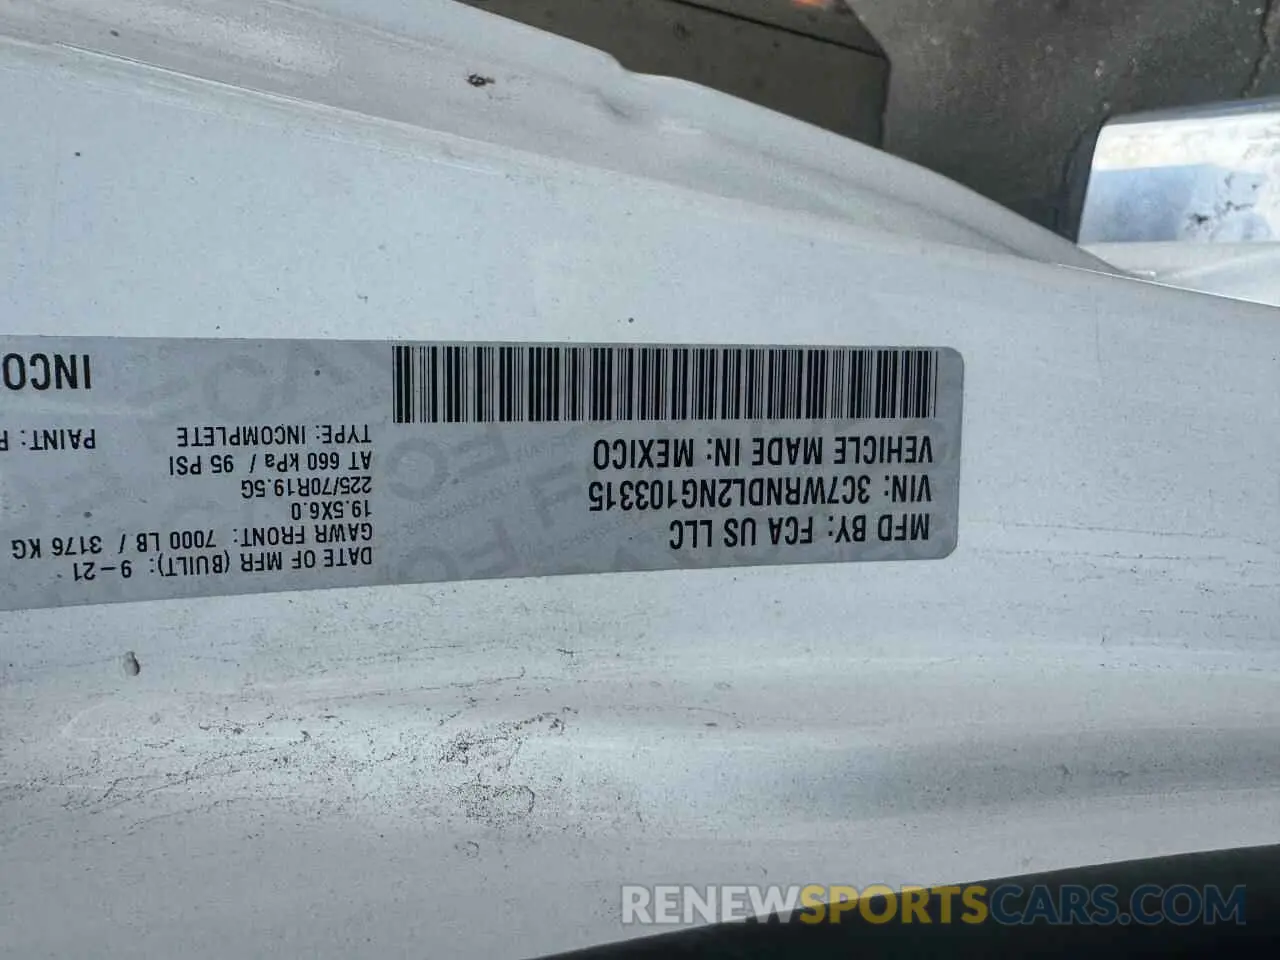 MFD BY: FCA US LLC
VIN: 3C7WRNDL2NG103315
VEHICLE MADE IN: MEXICO
DATE OF MFR (BUILT): 9-21
GAWR FRONT: 7000 LB / 3176 KG
19.5X6.0
225/70R19.5G
AT 660 kPa / 95 PSI
TYPE: INCOMPLETE
PAINT: P
INCO
RENEWSPORTSCARS.COM